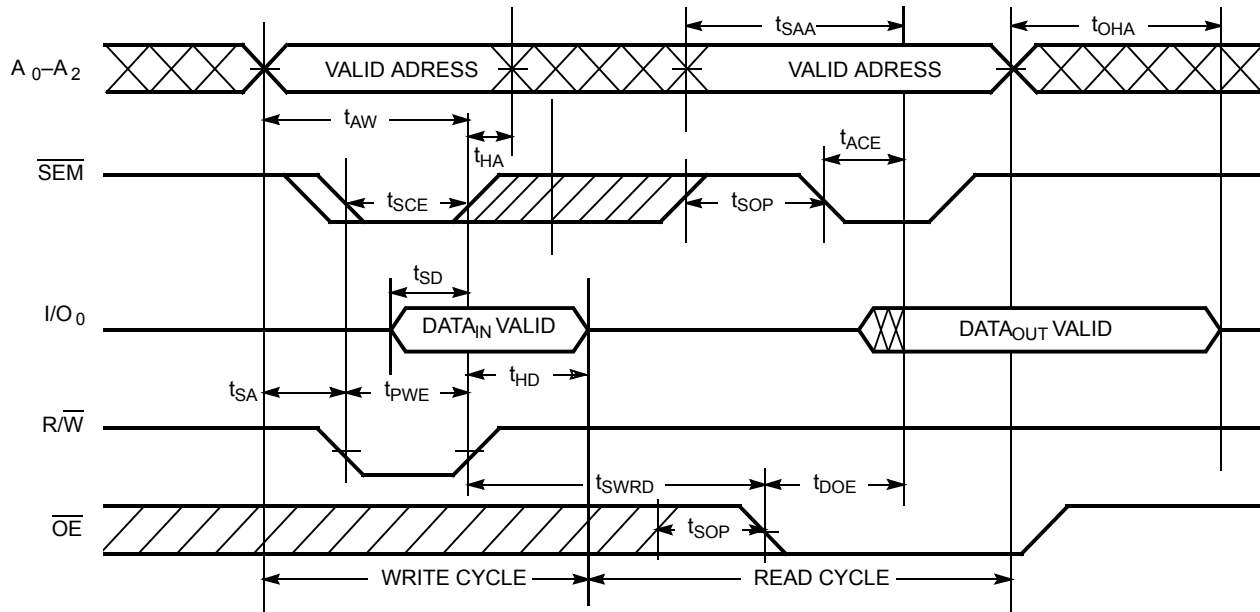 tSAA
tOHA
A0–A2
VALID ADRESS
VALID ADRESS
tAW
tHA
tACE
SEM
tSCE
tSOP
tSD
I/O0
DATAIN VALID
DATAOUT VALID
tSA
tPWE
tHD
R/W
tSWRD
tDOE
OE
tSOP
WRITE CYCLE
READ CYCLE